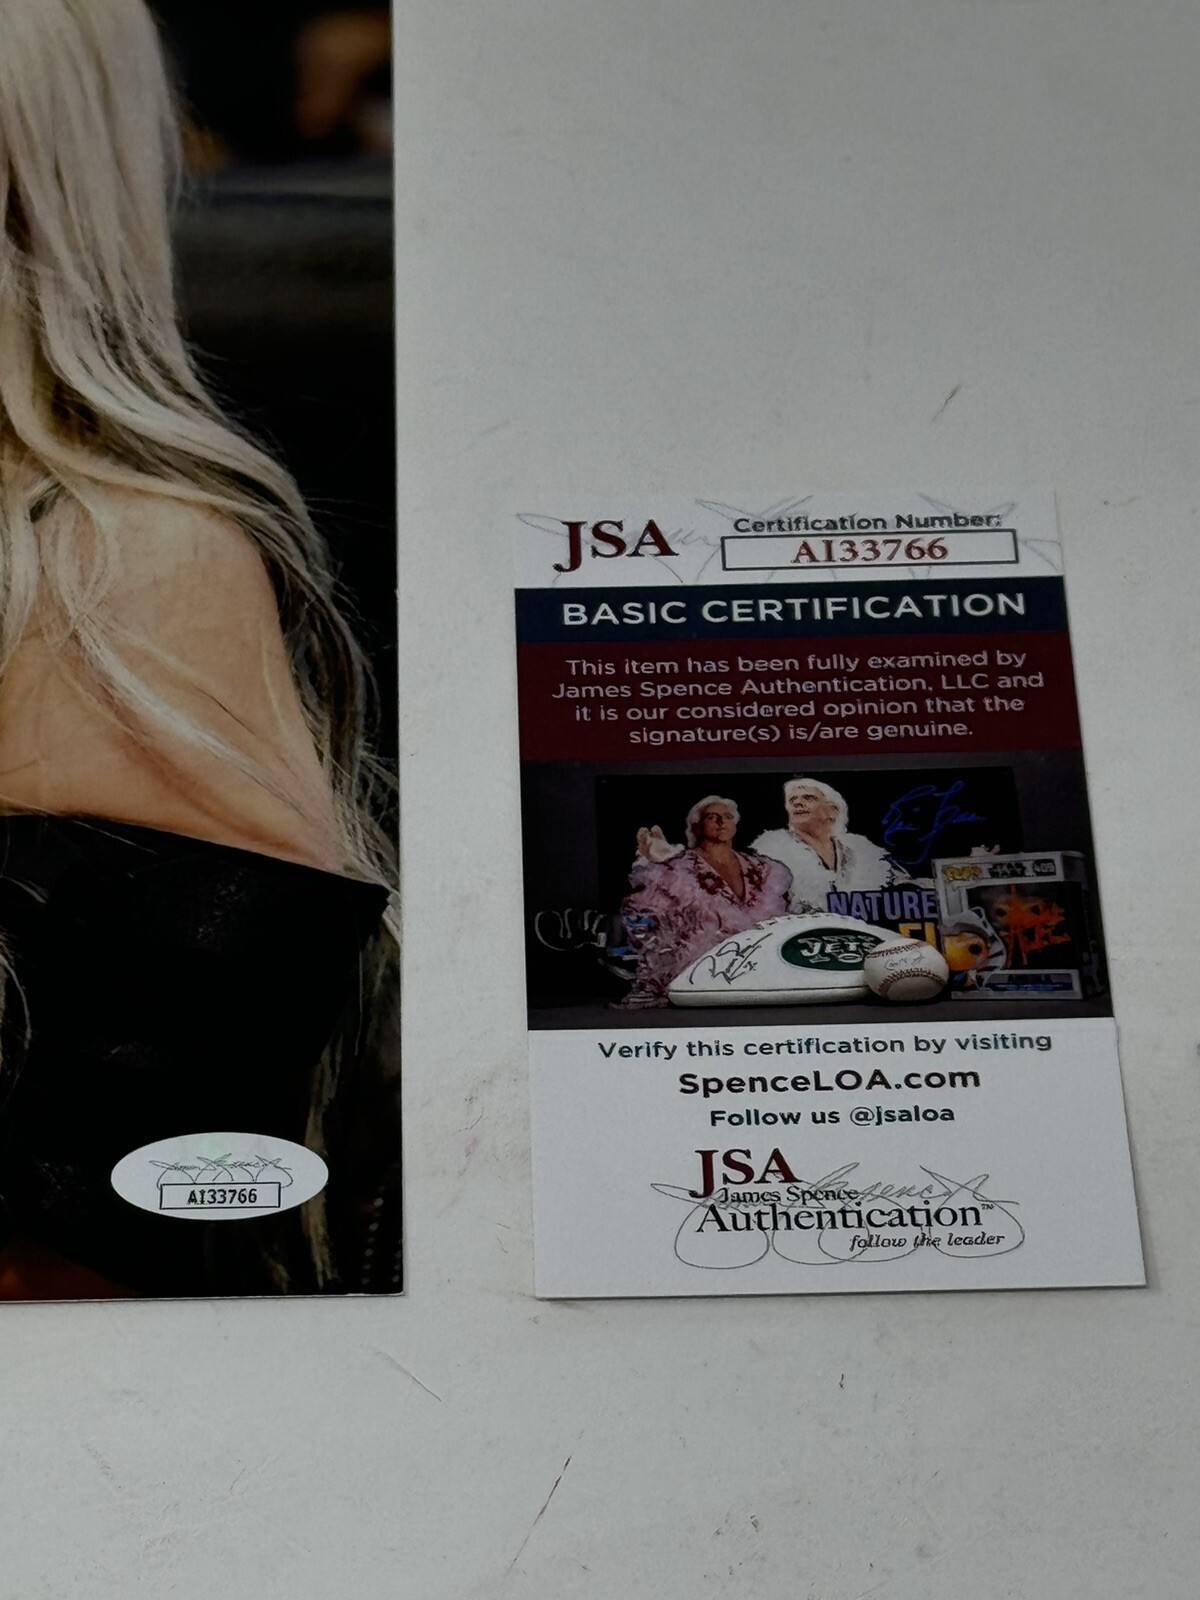 JSA
Certification Number:
AI33766
BASIC CERTIFICATION
This item has been fully examined by
James Spence Authentication, LLC and
it is our considered opinion that the
signature(s) is/are genuine.
NATURE
JETS
Verify this certification by visiting
SpenceLOA.com
Follow us @jsaloa
JSA
James Spence
Authentication™
follow the leader
AI33766